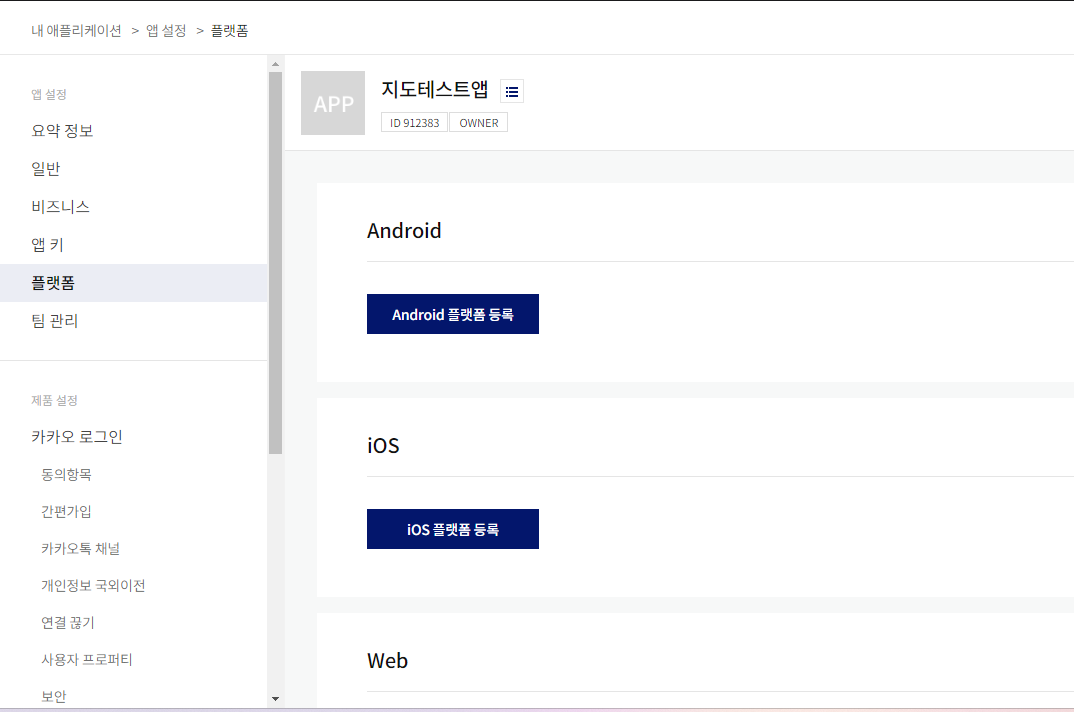 내 애플리케이션 > 앱 설정 > 플랫폼
앱 설정
요약 정보
일반
비즈니스
앱 키
플랫폼
팀 관리
제품 설정
카카오 로그인
동의항목
간편가입
카카오톡 채널
개인정보 국외이전
연결 끊기
사용자 프로퍼티
보안
APP
지도테스트앱
ID 912383 OWNER
Android
Android 플랫폼 등록
iOS
iOS 플랫폼 등록
Web